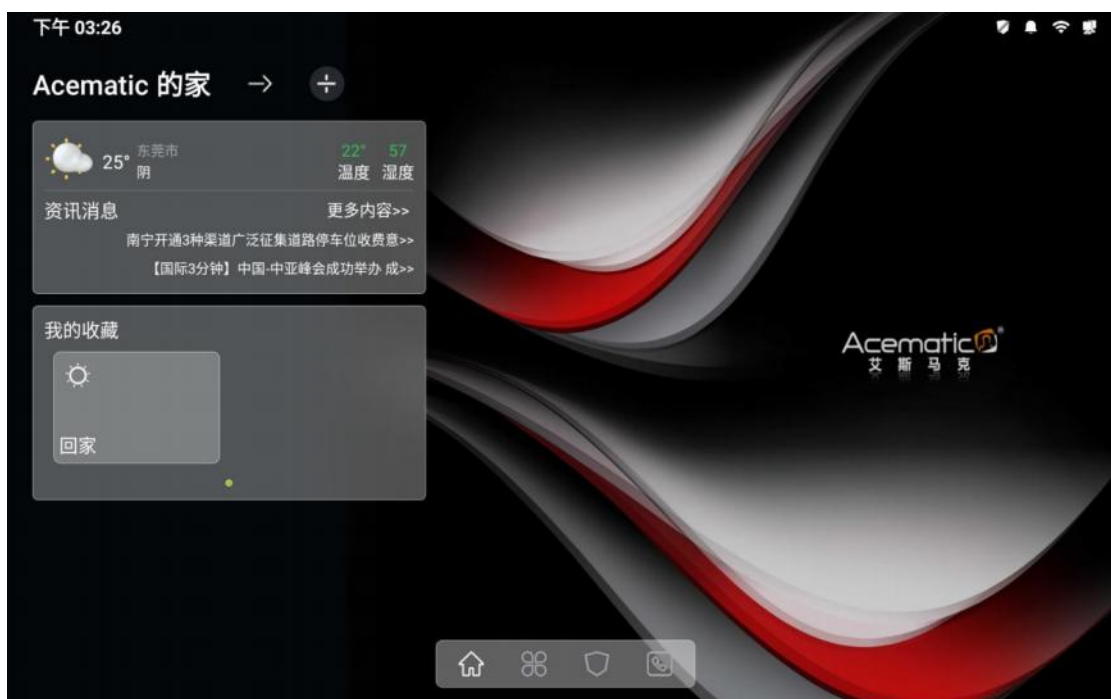 下午 03:26
Acematic 的家
25° 东莞市 22° 57
阴 温度 湿度
资讯消息 更多内容>>
南宁开通3种渠道广泛征集道路停车位收费意>>
【国际3分钟】中国-中亚峰会成功举办 成>>
我的收藏
回家
Acematic®
艾斯马克